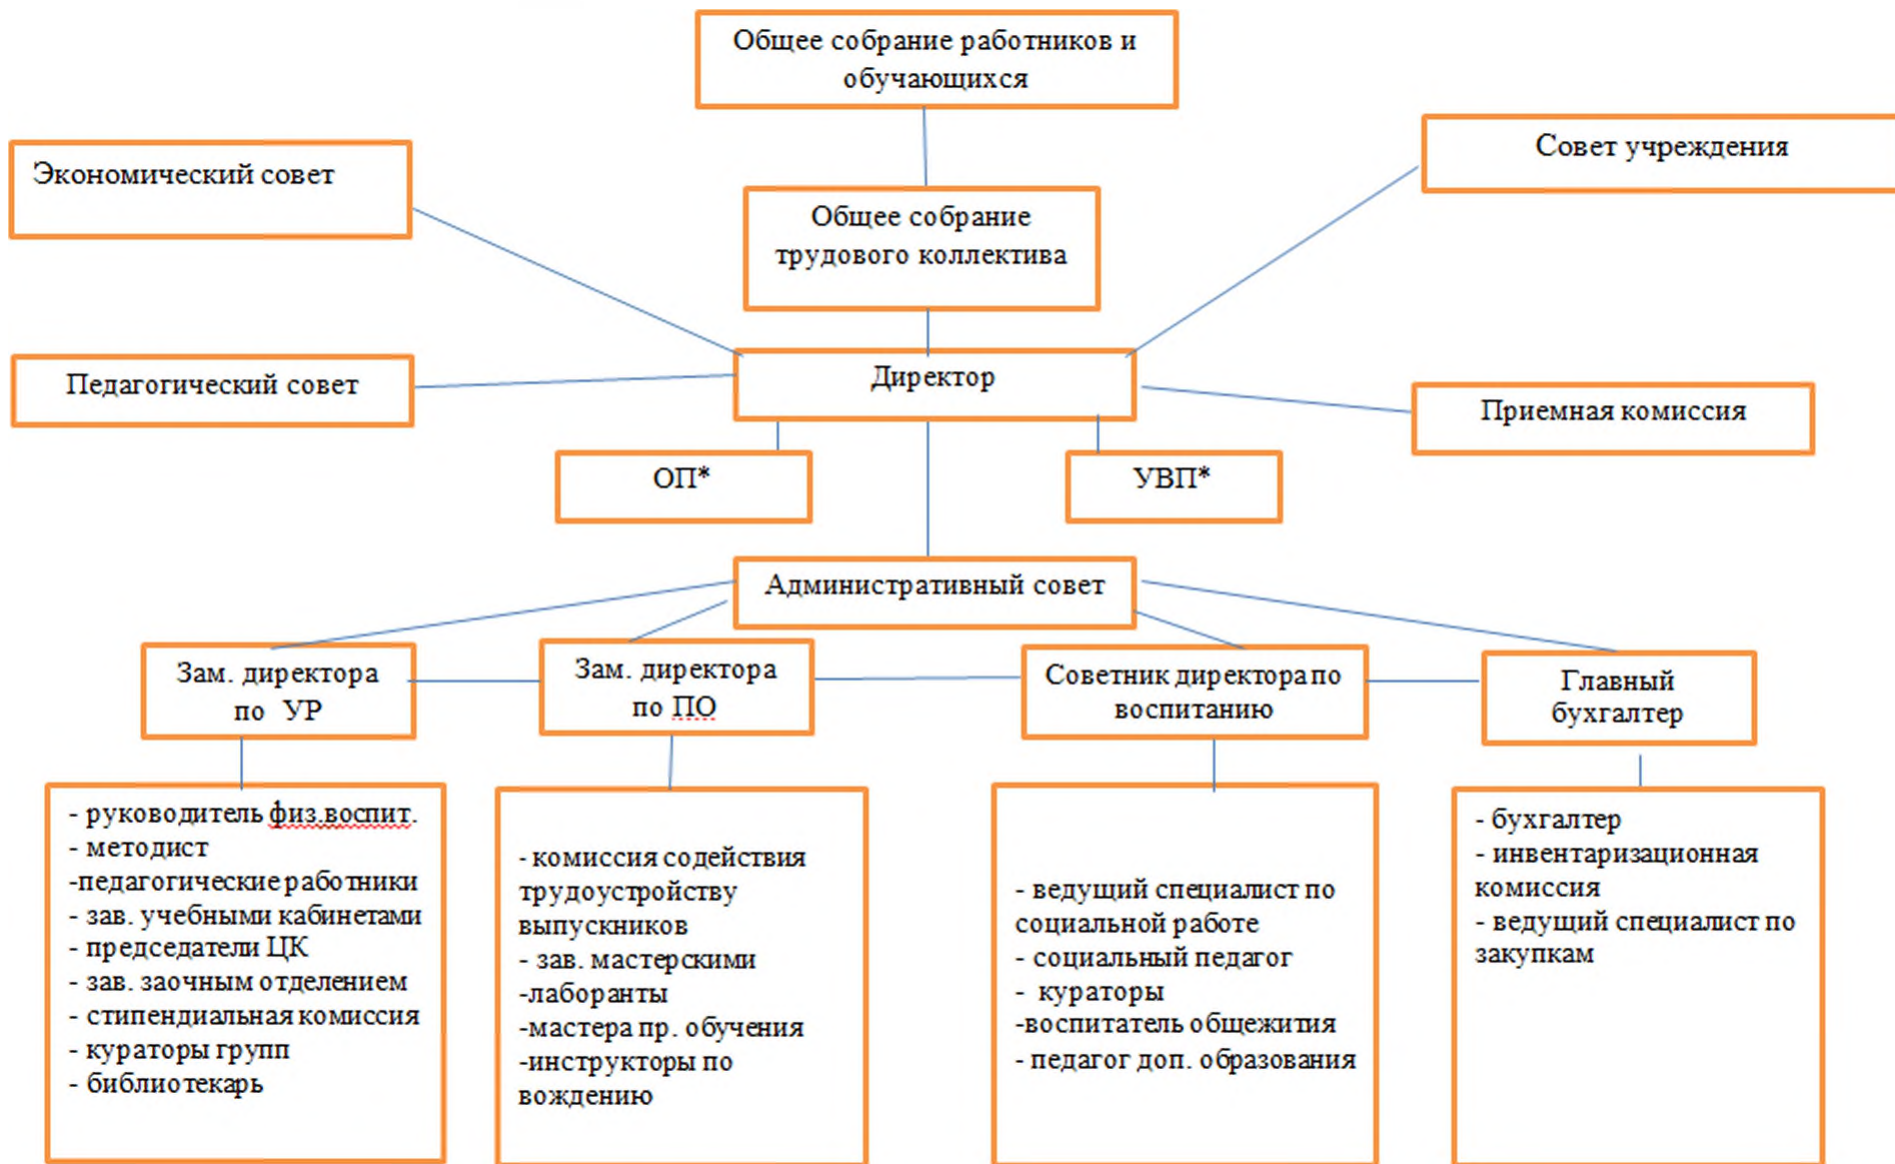 Общее собрание работников и
обучающихся
Экономический совет
Совет учреждения
Общее собрание
трудового коллектива
Педагогический совет
Директор
Приемная комиссия
ОП*
УВП*
Административный совет
Зам. директора
по УР
Зам. директора
по ПО
Советник директора по
воспитанию
Главный
бухгалтер
- руководитель физ.воспит.
- методист
-педагогические работники
- зав. учебными кабинетами
- председатели ЦК
- зав. заочным отделением
- стипендиальная комиссия
- кураторы групп
- библиотекарь
- комиссия содействия
трудоустройству
выпускников
- зав. мастерскими
-лаборанты
-мастера пр. обучения
-инструкторы по
вождению
- ведущий специалист по
социальной работе
- социальный педагог
- кураторы
-воспитатель общежития
- педагог доп. образования
- бухгалтер
- инвентаризационная
комиссия
- ведущий специалист по
закупкам